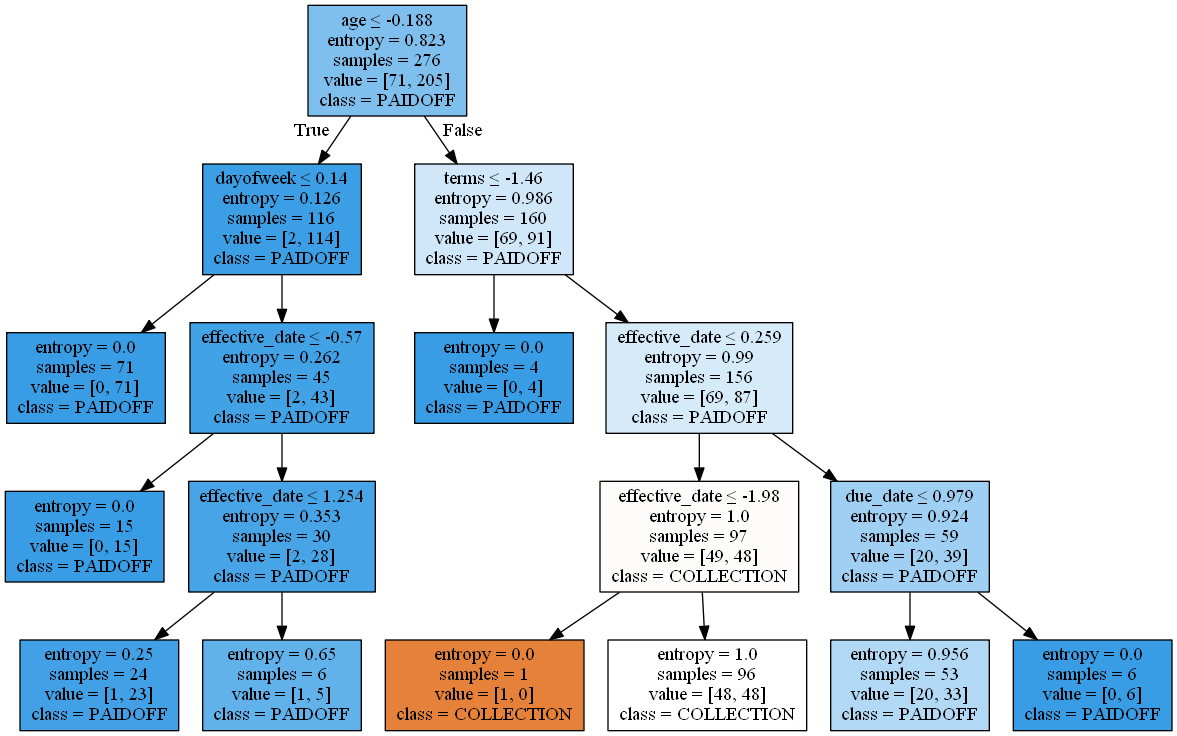 age ≤ -0.188
entropy = 0.823
samples = 276
value = [71, 205]
class = PAIDOFF
True
False
dayofweek ≤ 0.14
entropy = 0.126
samples = 116
value = [2, 114]
class = PAIDOFF
terms ≤ -1.46
entropy = 0.986
samples = 160
value = [69, 91]
class = PAIDOFF
entropy = 0.0
samples = 71
value = [0, 71]
class = PAIDOFF
effective_date ≤ -0.57
entropy = 0.262
samples = 45
value = [2, 43]
class = PAIDOFF
entropy = 0.0
samples = 4
value = [0, 4]
class = PAIDOFF
effective_date ≤ 0.259
entropy = 0.99
samples = 156
value = [69, 87]
class = PAIDOFF
entropy = 0.0
samples = 15
value = [0, 15]
class = PAIDOFF
effective_date ≤ 1.254
entropy = 0.353
samples = 30
value = [2, 28]
class = PAIDOFF
effective_date ≤ -1.98
entropy = 1.0
samples = 97
value = [49, 48]
class = COLLECTION
due_date ≤ 0.979
entropy = 0.924
samples = 59
value = [20, 39]
class = PAIDOFF
entropy = 0.25
samples = 24
value = [1, 23]
class = PAIDOFF
entropy = 0.65
samples = 6
value = [1, 5]
class = PAIDOFF
entropy = 0.0
samples = 1
value = [1, 0]
class = COLLECTION
entropy = 1.0
samples = 96
value = [48, 48]
class = COLLECTION
entropy = 0.956
samples = 53
value = [20, 33]
class = PAIDOFF
entropy = 0.0
samples = 6
value = [0, 6]
class = PAIDOFF